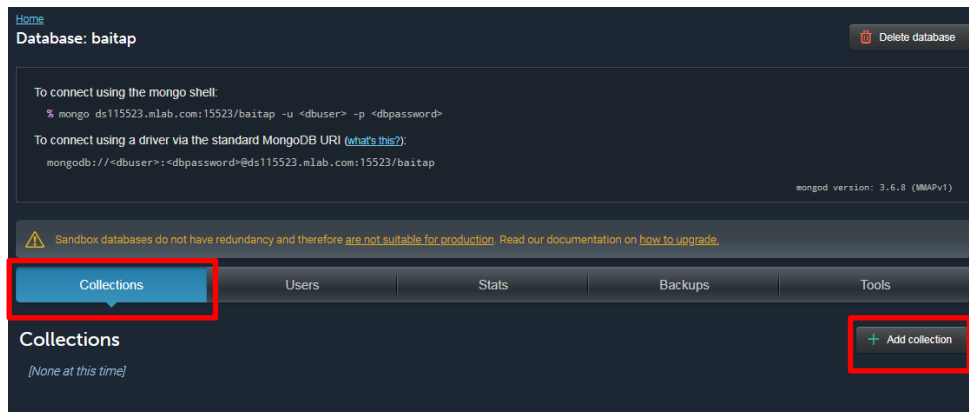 Home
Database: baitap
Delete database
To connect using the mongo shell:
% mongo ds115523.mlab.com:15523/baitap -u <dbuser> -p <dbpassword>
To connect using a driver via the standard MongoDB URI (what's this?):
mongodb://<dbuser>:<dbpassword>@ds115523.mlab.com:15523/baitap
mongod version: 3.6.8 (MMAPv1)
Sandbox databases do not have redundancy and therefore are not suitable for production. Read our documentation on how to upgrade.
Collections Users Stats Backups Tools
Collections
+ Add collection
[None at this time]